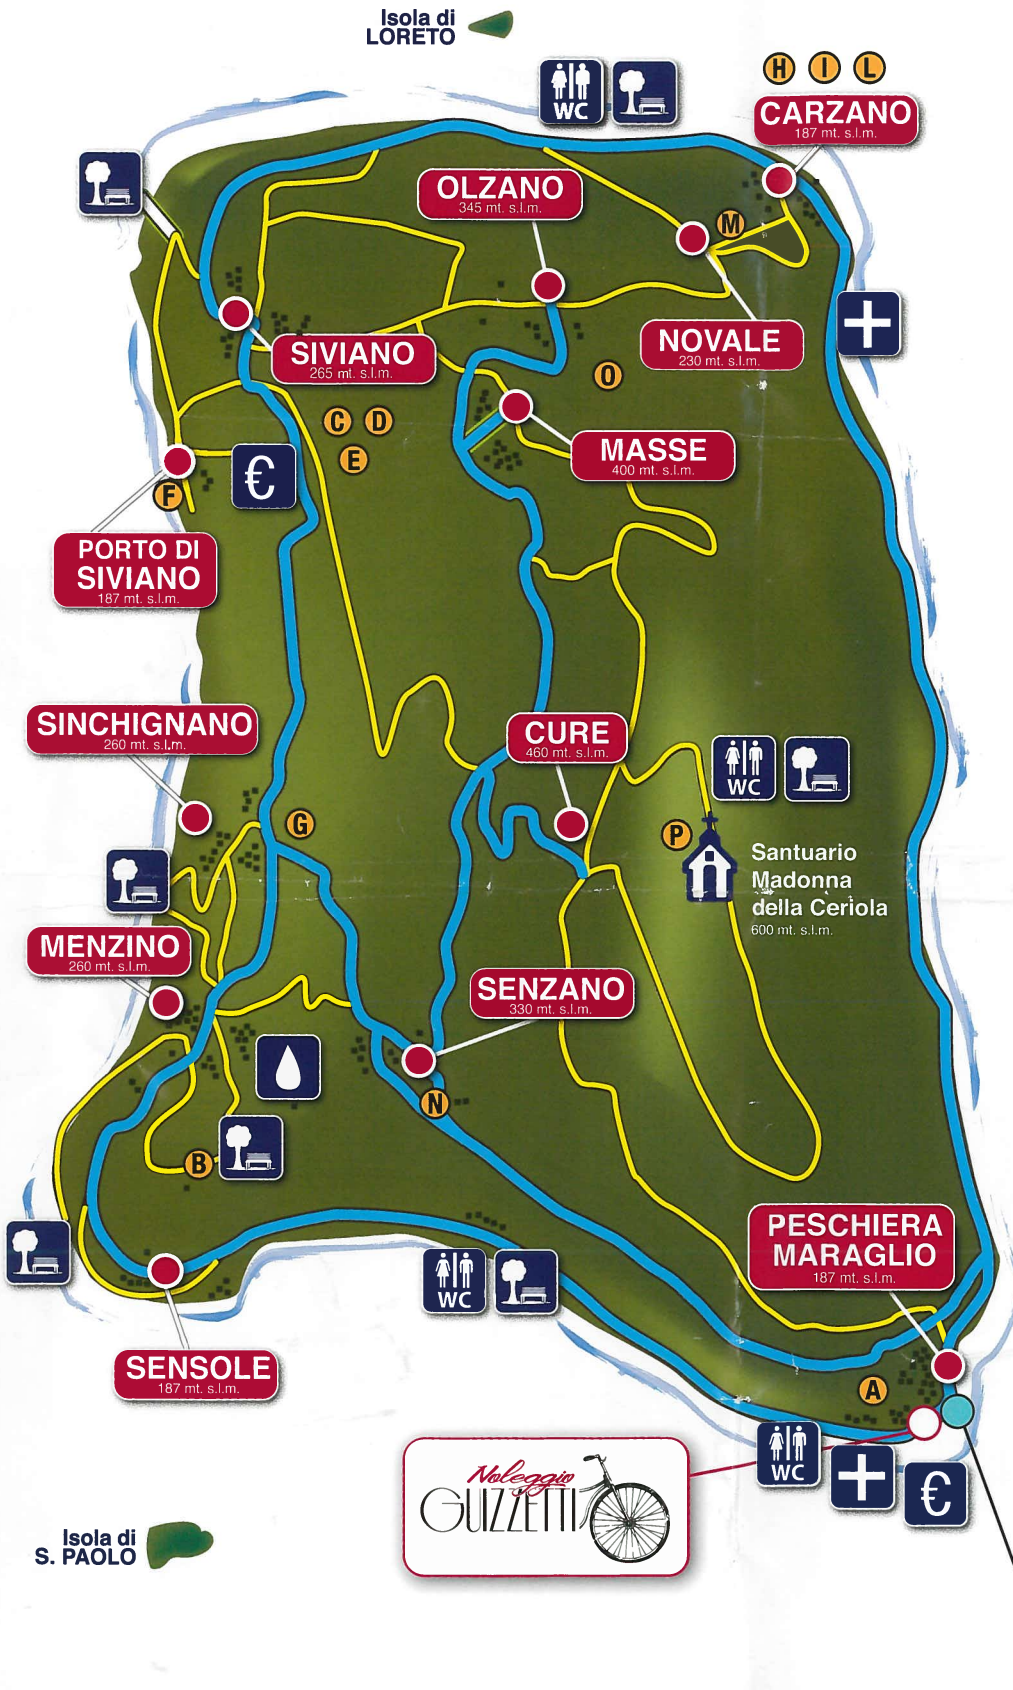 Isola di
LORETO
H I L
CARZANO
187 mt. s.l.m.
WC
OLZANO
345 mt. s.l.m.
M
NOVALE
230 mt. s.l.m.
SIVIANO
265 mt. s.l.m.
O
C D
E
MASSE
400 mt. s.l.m.
€
F
PORTO DI
SIVIANO
187 mt. s.l.m.
SINCHIGNANO
260 mt. s.l.m.
CURE
460 mt. s.l.m.
WC
G
P
Santuario
Madonna
della Ceriola
600 mt. s.l.m.
MENZINO
260 mt. s.l.m.
SENZANO
330 mt. s.l.m.
N
B
PESCHIERA
MARAGLIO
187 mt. s.l.m.
WC
SENSOLE
187 mt. s.l.m.
A
WC
€
Noleggio
GUIZZETTI
Isola di
S. PAOLO